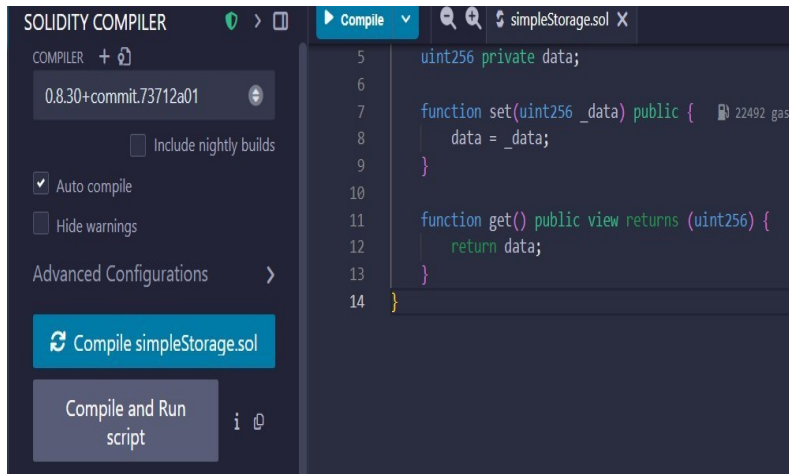 SOLIDITY COMPILER
COMPILER
0.8.30+commit.73712a01
Include nightly builds
Auto compile
Hide warnings
Advanced Configurations
Compile simpleStorage.sol
Compile and Run
script
i
Compile
simpleStorage.sol X
5 uint256 private data;
6
7 function set(uint256 _data) public { 22492 gas
8 data = _data;
9 }
10
11 function get() public view returns (uint256) {
12 return data;
13 }
14 }